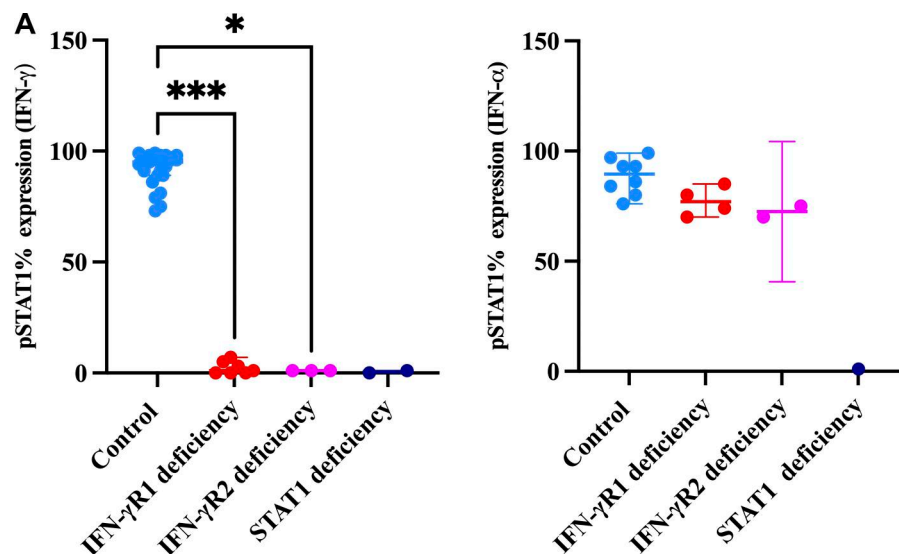 A
pSTAT1% expression (IFN-γ)
150
100
50
0
*
***
Control
IFN-γR1 deficiency
IFN-γR2 deficiency
STAT1 deficiency
pSTAT1% expression (IFN-α)
150
100
50
0
Control
IFN-γR1 deficiency
IFN-γR2 deficiency
STAT1 deficiency